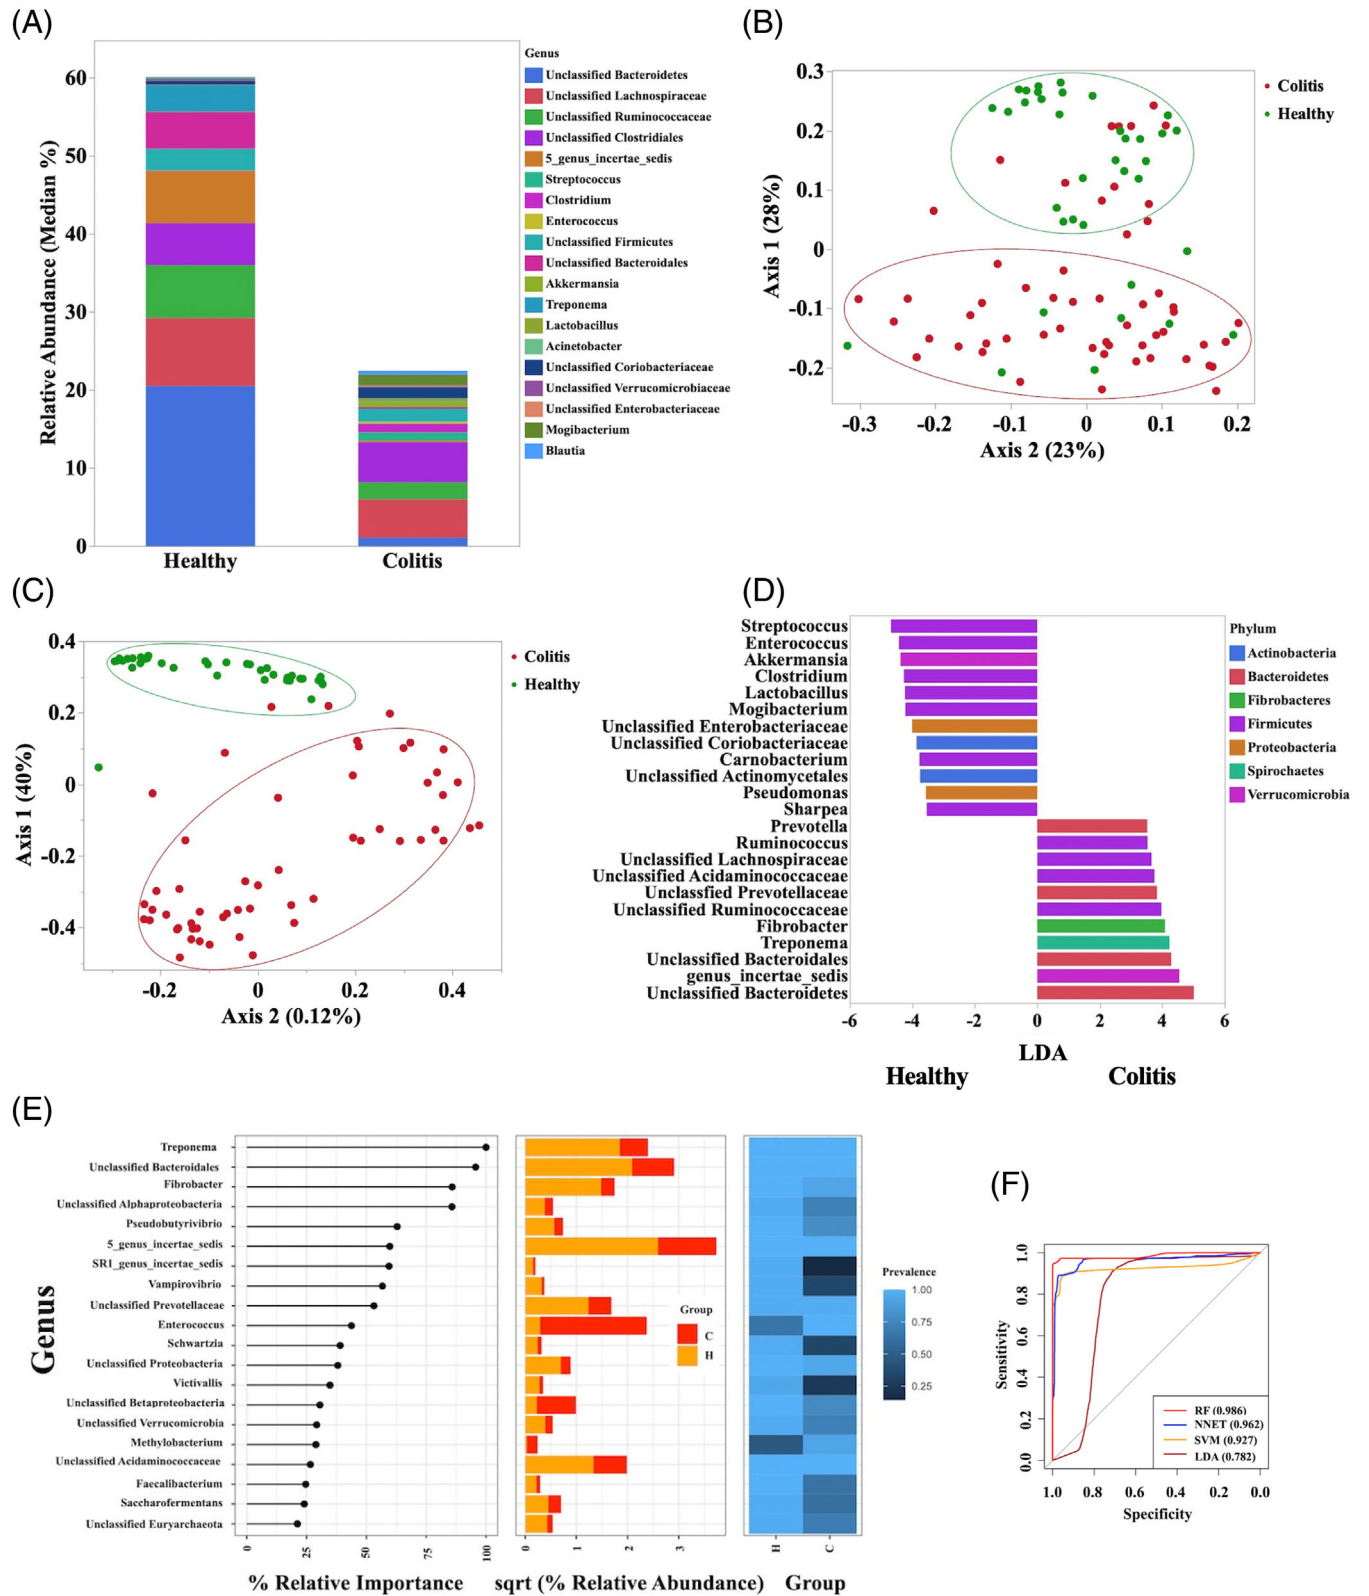 (A)
Relative Abundance (Median %)
60
50
40
30
20
10
0
Healthy
Colitis
Genus
Unclassified Bacteroidetes
Unclassified Lachnospiraceae
Unclassified Ruminococcaceae
Unclassified Clostridiales
5_genus_incertae_sedis
Streptococcus
Clostridium
Enterococcus
Unclassified Firmicutes
Unclassified Bacteroidales
Akkermansia
Treponema
Lactobacillus
Acinetobacter
Unclassified Coriobacteriaceae
Unclassified Verrucomicrobiaceae
Unclassified Enterobacteriaceae
Mogibacterium
Blautia
(B)
Axis 1 (28%)
0.3
0.2
0.1
0
-0.1
-0.2
-0.3
-0.2
-0.1
0
0.1
0.2
Axis 2 (23%)
Colitis
Healthy
(C)
Axis 1 (40%)
0.4
0.2
0
-0.2
-0.4
-0.2
0
0.2
0.4
Axis 2 (0.12%)
Colitis
Healthy
(D)
Streptococcus
Enterococcus
Akkermansia
Clostridium
Lactobacillus
Mogibacterium
Unclassified Enterobacteriaceae
Unclassified Coriobacteriaceae
Carnobacterium
Unclassified Actinomycetales
Pseudomonas
Sharpea
Prevotella
Ruminococcus
Unclassified Lachnospiraceae
Unclassified Acidaminococcaceae
Unclassfied Prevotellaceae
Unclassified Ruminococcaceae
Fibrobacter
Treponema
Unclassified Bacteroidales
genus_incertae_sedis
Unclassified Bacteroidetes
-6
-4
-2
0
2
4
6
LDA
Healthy
Colitis
Phylum
Actinobacteria
Bacteroidetes
Fibrobacteres
Firmicutes
Proteobacteria
Spirochaetes
Verrucomicrobia
(E)
Genus
Treponema
Unclassified Bacteroidales
Fibrobacter
Unclassified Alphaproteobacteria
Pseudobutyrivibrio
5_genus_incertae_sedis
SR1_genus_incertae_sedis
Vampirovibrio
Unclassified Prevotellaceae
Enterococcus
Schwartzia
Unclassified Proteobacteria
Victivallis
Unclassified Betaproteobacteria
Unclassified Verrucomicrobia
Methylobacterium
Unclassified Acidaminococcaceae
Faecalibacterium
Saccharofermentans
Unclassified Euryarchaeota
0
25
50
75
100
% Relative Importance
0
1
2
3
sqrt (% Relative Abundance)
Group
C
H
H
C
Group
Prevalence
1.00
0.75
0.50
0.25
(F)
Sensitivity
1.0
0.8
0.6
0.4
0.2
0.0
1.0
0.8
0.6
0.4
0.2
0.0
Specificity
RF (0.986)
NNET (0.962)
SVM (0.927)
LDA (0.782)